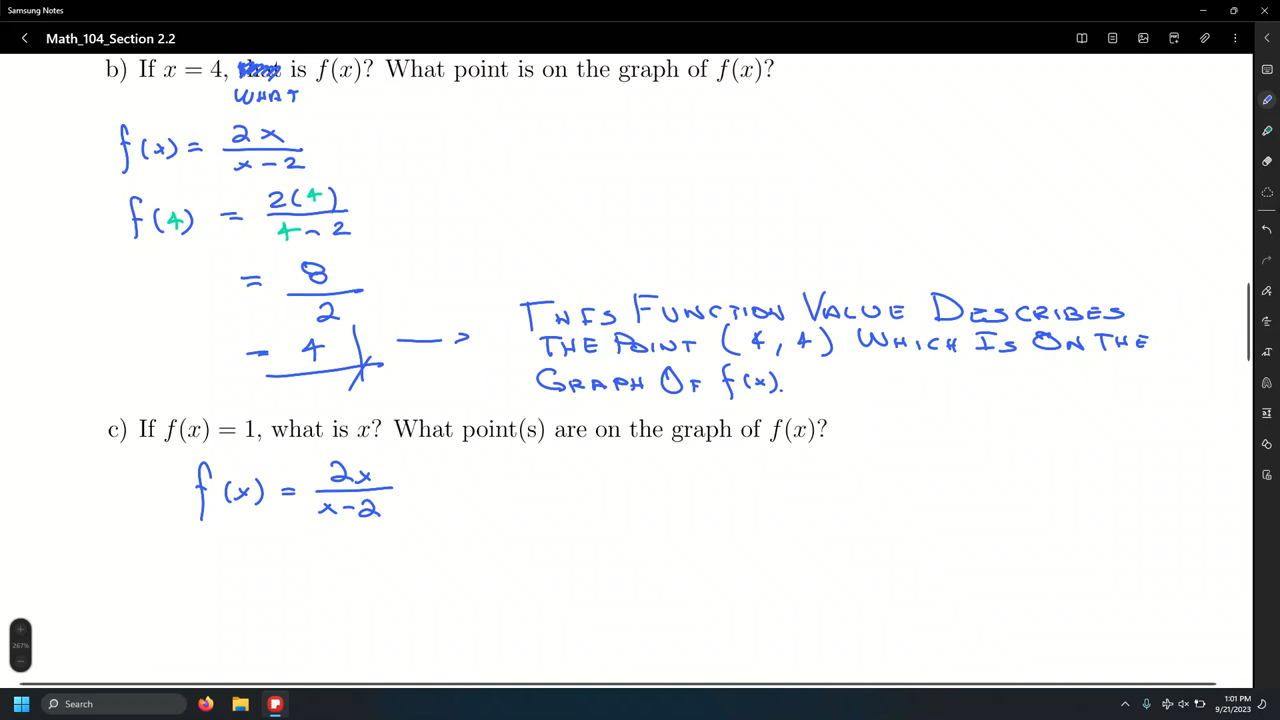 Samsung Notes
Math_104_Section 2.2
b) If x = 4, is f(x)? What point is on the graph of f(x)?
WHAT
f(x) = 2x / x - 2
f(4) = 2(4) / 4 - 2
= 8 / 2
= 4 → THIS FUNCTION VALUE DESCRIBES
THE POINT (4, 4) WHICH IS ON THE
GRAPH OF f(x).
c) If f(x) = 1, what is x? What point(s) are on the graph of f(x)?
f(x) = 2x / x-2
267%
Search
1:01 PM
9/21/2023